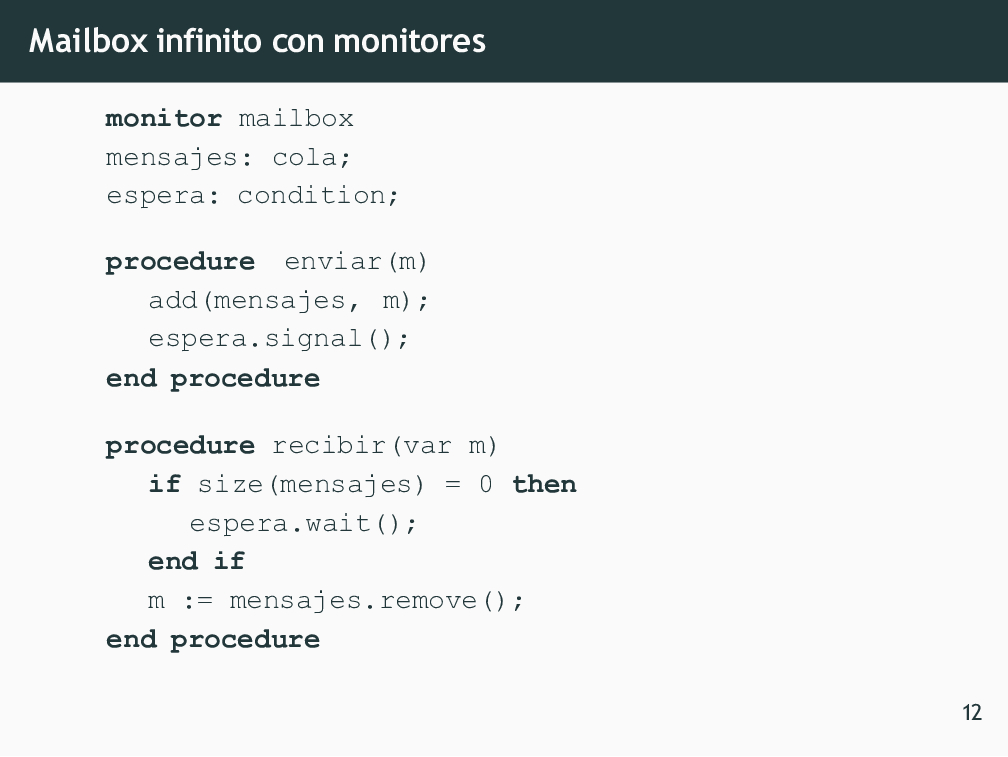 Mailbox infinito con monitores
monitor mailbox
mensajes: cola;
espera: condition;
procedure enviar(m)
add(mensajes, m);
espera.signal();
end procedure
procedure recibir(var m)
if size(mensajes) = 0 then
espera.wait();
end if
m := mensajes.remove();
end procedure
12